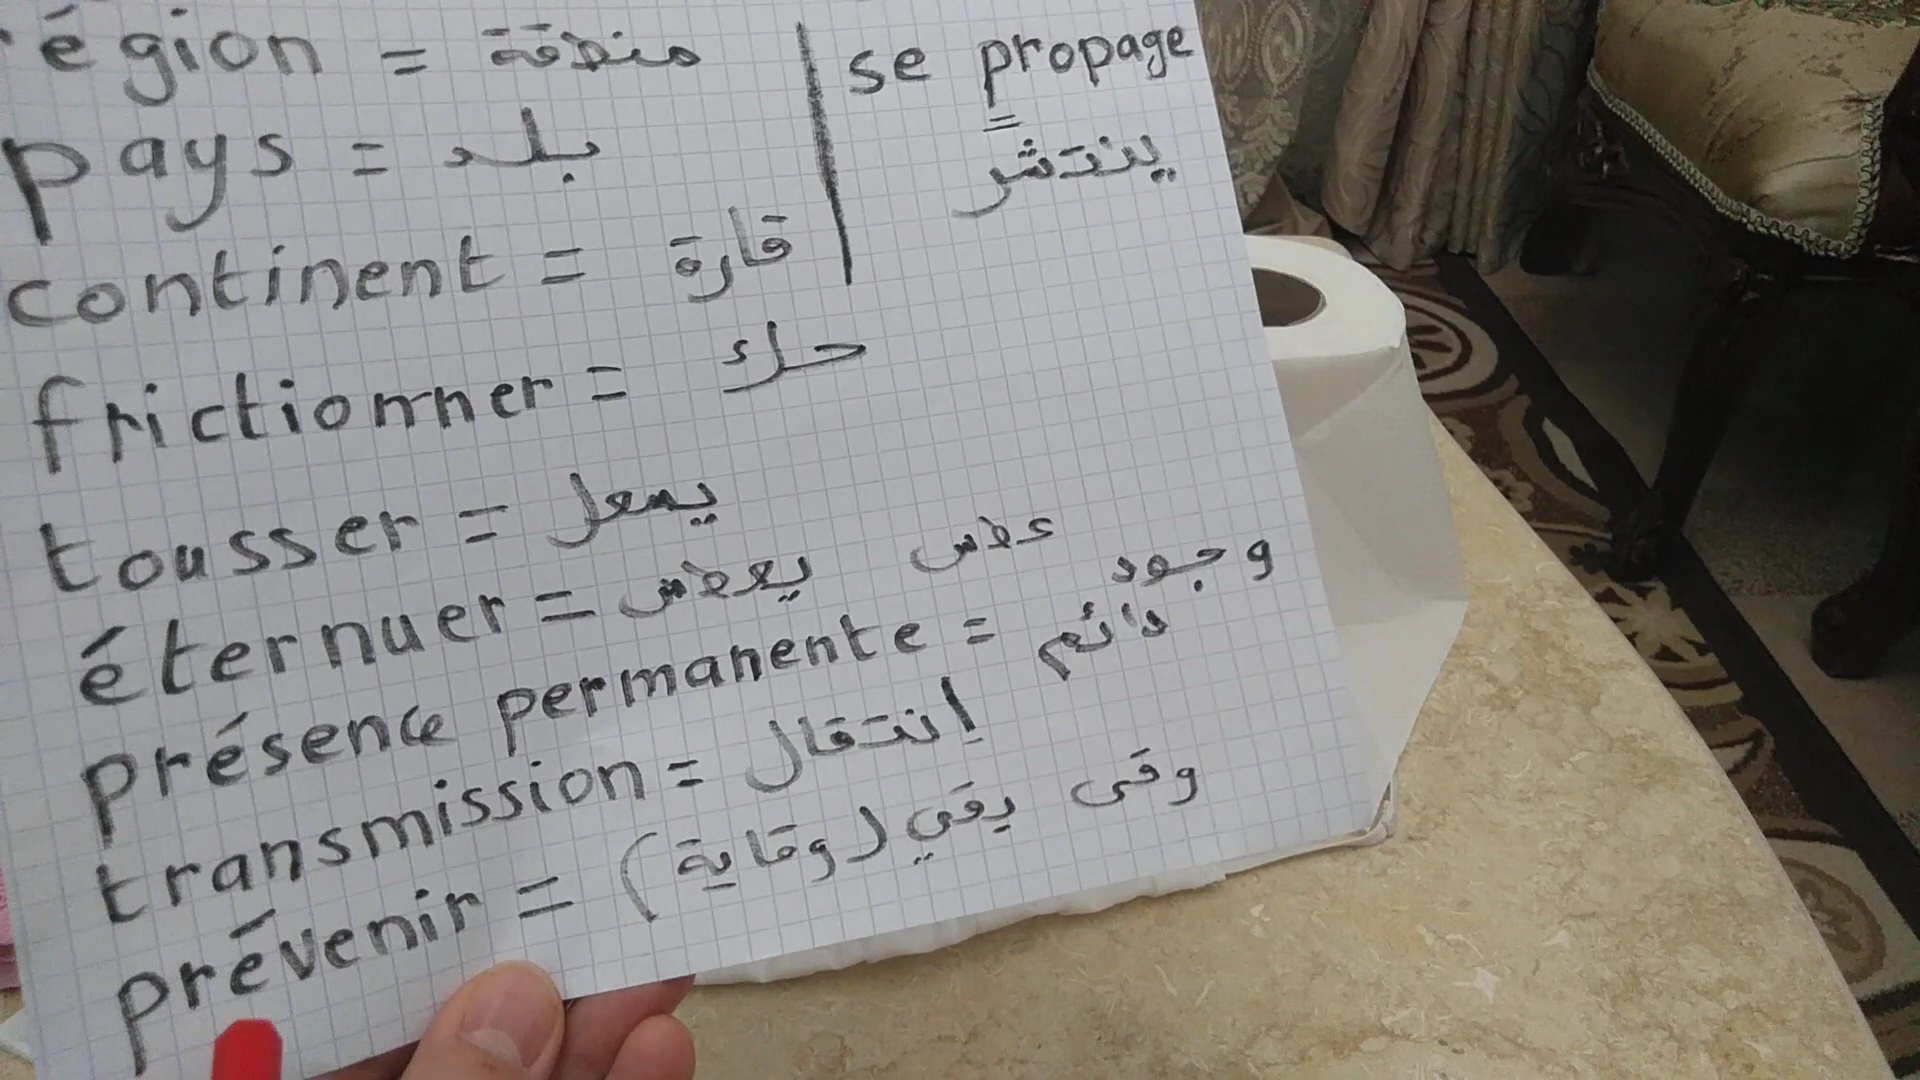 région = منطقة
pays = بلد
continent = قارة
se propage
=
ينتشر
frictionner = حك
tousser = يسعل
éternuer = يعطس عطس
présence permanente = وجود دائم
transmission = إنتقال
prévenir = وقى يقي (وقاية)